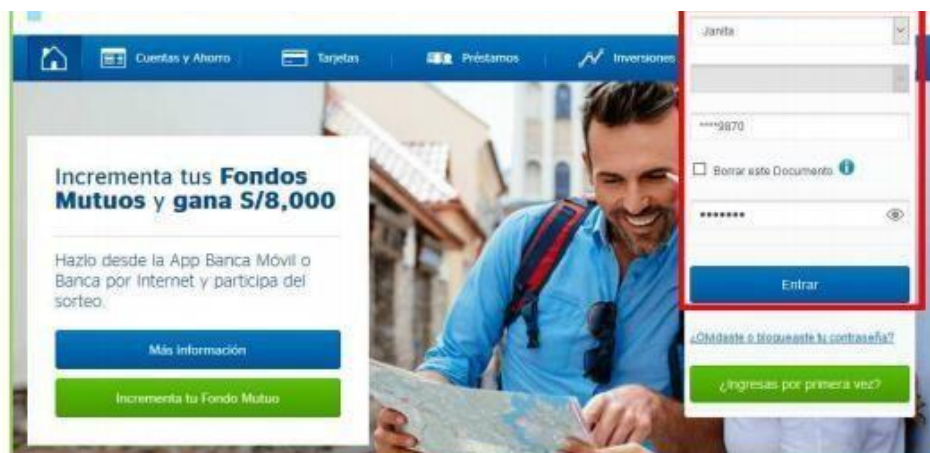 Cuentas y Ahorro
Tarjetas
Préstamos
Inversiones
Incrementa tus Fondos
Mutuos y gana S/8,000
Hazlo desde la App Banca Móvil o
Banca por Internet y participa del
sorteo.
Más información
Incrementa tu Fondo Mutuo
Janita
****9870
Borrar este Documento
•••••••
Entrar
¿Olvidaste o bloqueaste tu contraseña?
¿Ingresas por primera vez?